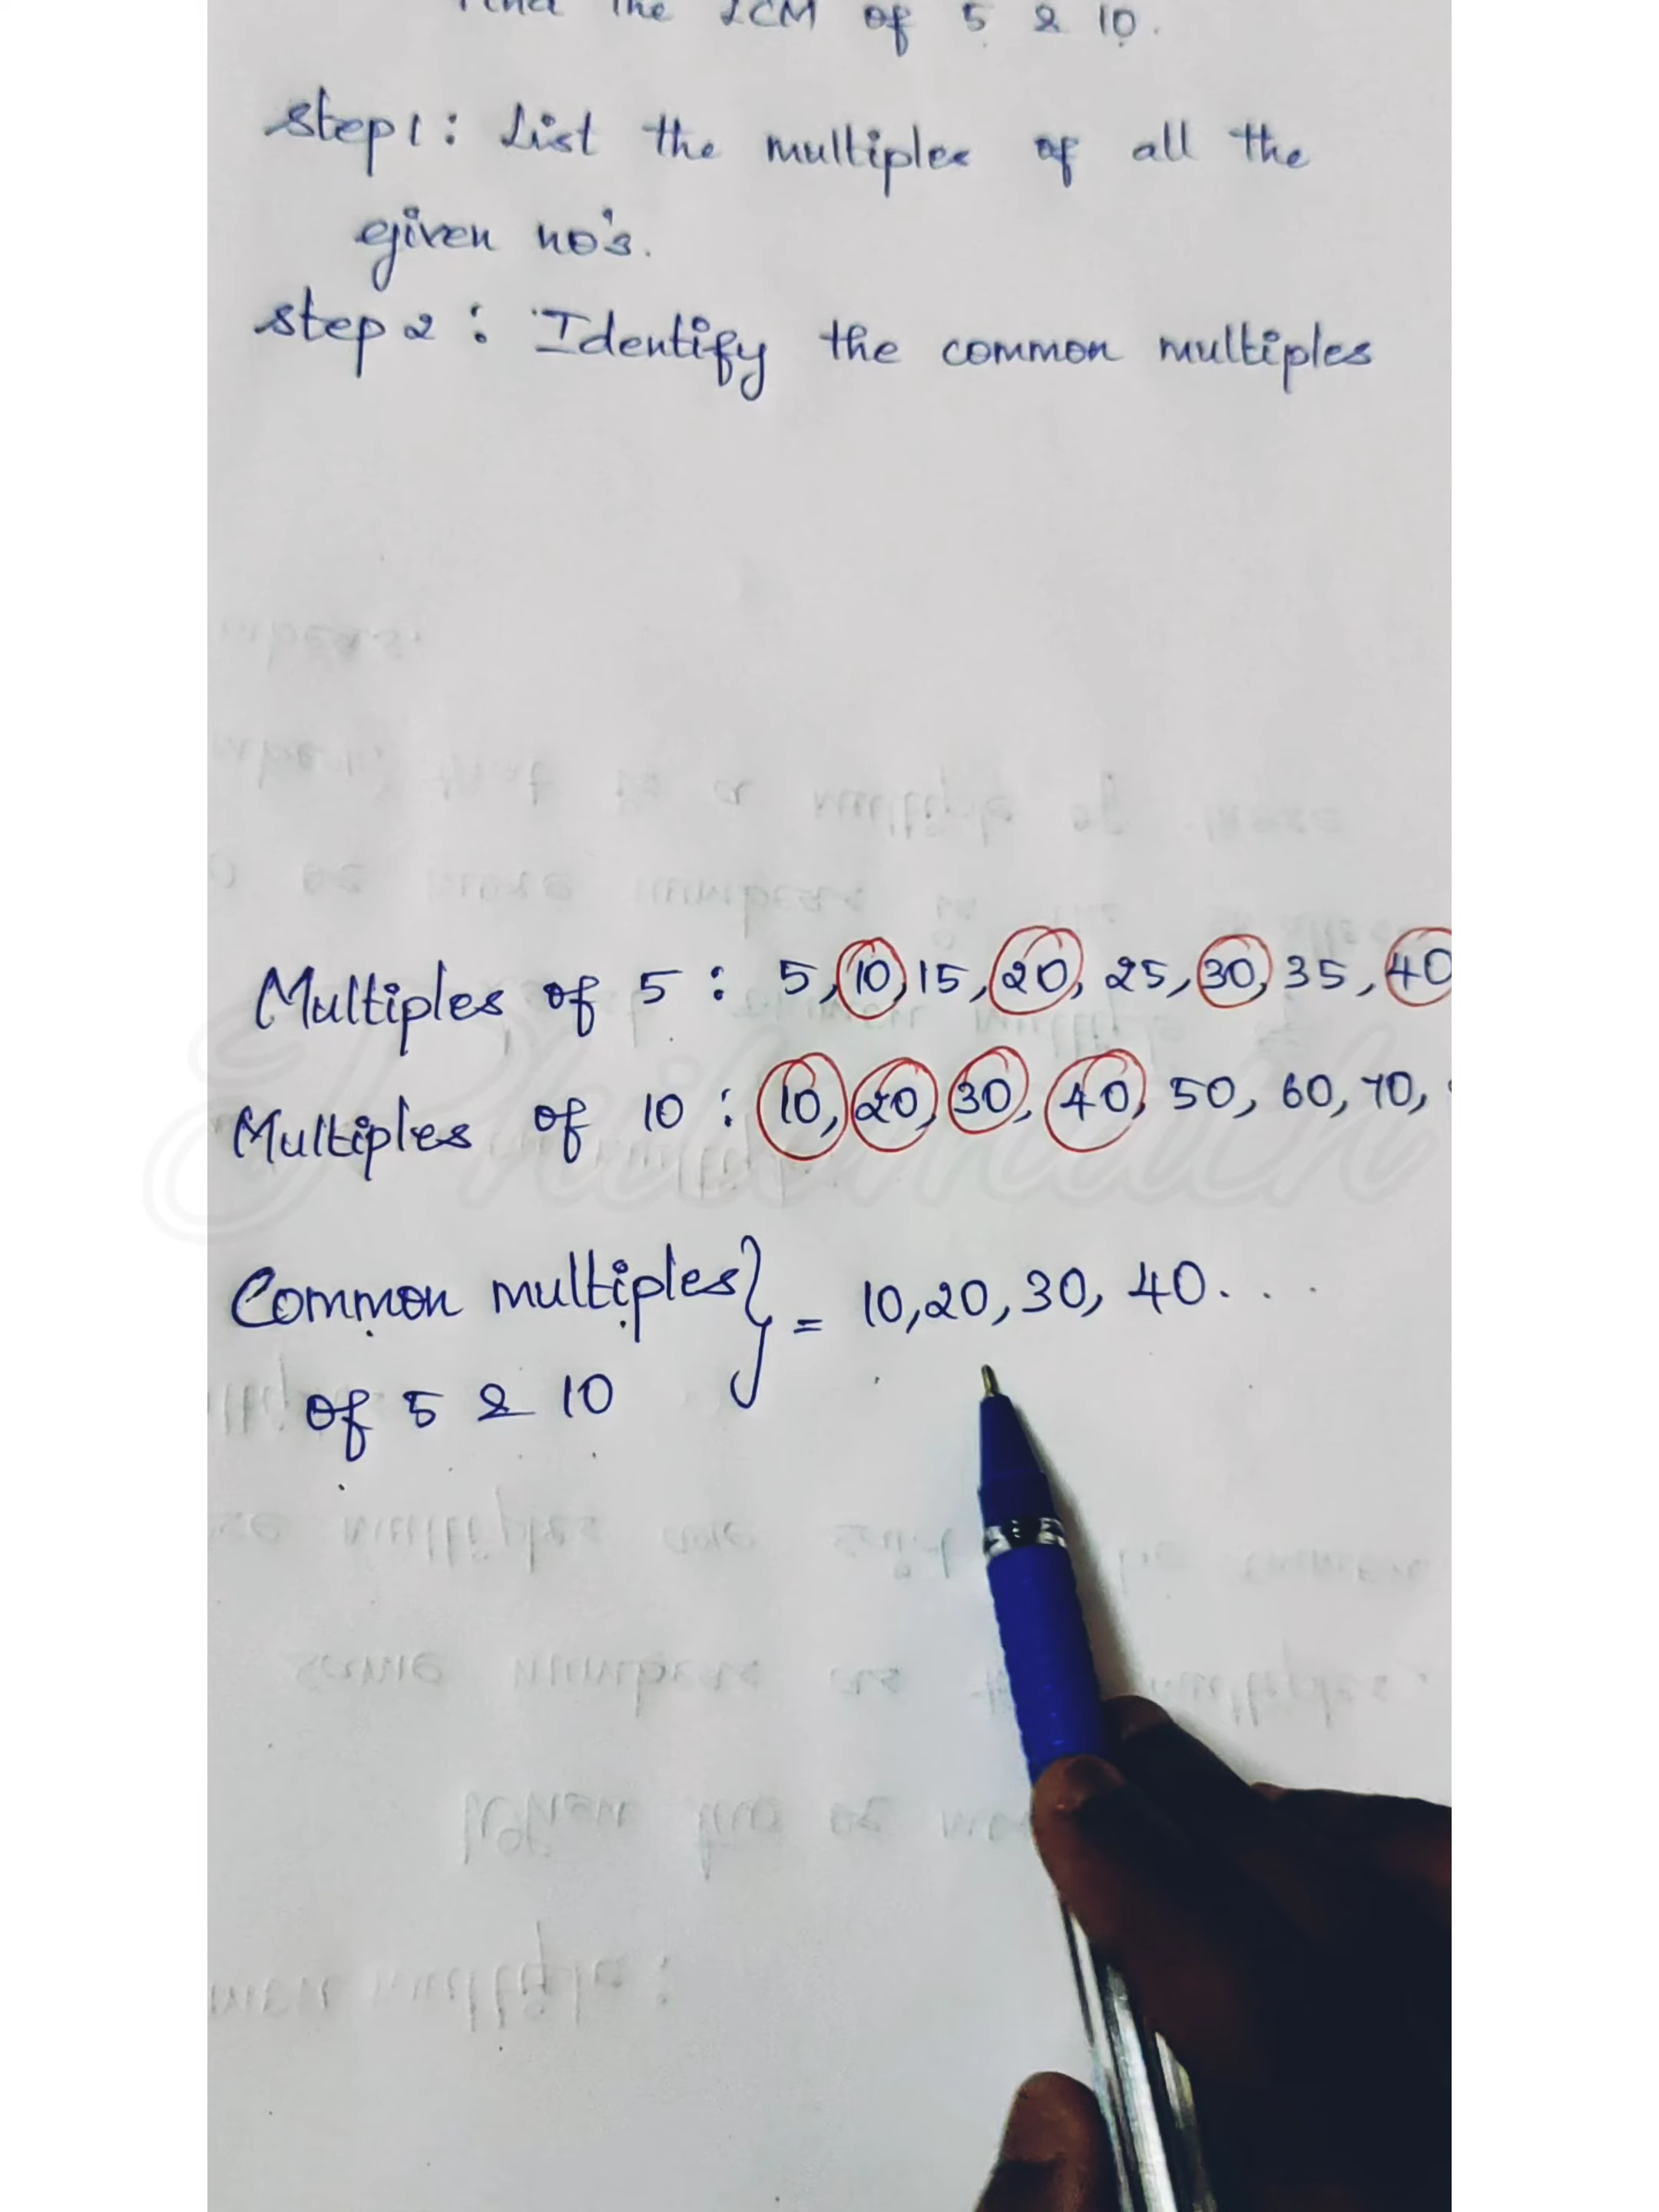 Find the LCM of 5 & 10.
Step 1: List the multiples of all the
given no's.
Step 2: Identify the common multiples
Multiples of 5 : 5, 10, 15, 20, 25, 30, 35, 40
Multiples of 10 : 10, 20, 30, 40, 50, 60, 70,
Common multiples} = 10, 20, 30, 40...
of 5 & 10
Philomath